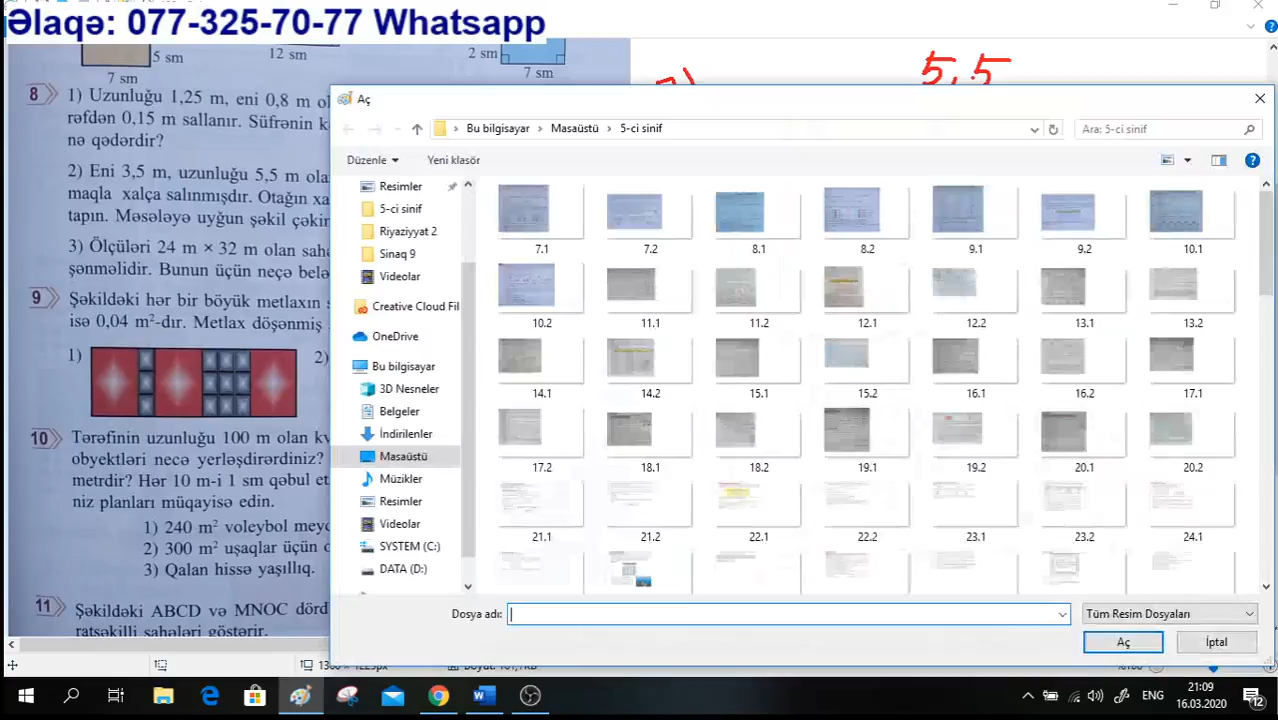 Əlaqə: 077-325-70-77 Whatsapp
5 sm
12 sm
2 sm
7 sm
7 sm
5,5
8
1) Uzunluğu 1,25 m, eni 0,8 m ol
rəfdən 0,15 m sallanır. Süfrənin k
nə qədərdir?
2) Eni 3,5 m, uzunluğu 5,5 m ola
maqla xalça salınmışdır. Otağın xa
tapın. Məsələyə uyğun şəkil çəkin
3) Ölçüləri 24 m × 32 m olan sahə
şənməlidir. Bunun üçün neçə belə
9
Şəkildəki hər bir böyük metlaxın s
isə 0,04 m²-dır. Metlax döşənmiş
1)
2)
10
Tərəfinin uzunluğu 100 m olan kv
obyektləri necə yerləşdirərdiniz?
metrdir? Hər 10 m-i 1 sm qəbul et
niz planları müqayisə edin.
1) 240 m² voleybol meyd
2) 300 m² uşaqlar üçün o
3) Qalan hissə yaşıllıq.
11
Şəkildəki ABCD və MNOC dörd
ratsəkilli sahələri göstərir.
Aç
Bu bilgisayar
Masaüstü
5-ci sinif
Ara: 5-ci sinif
Düzenle
Yeni klasör
Resimler
5-ci sinif
Riyaziyyat 2
Sinaq 9
Videolar
Creative Cloud Fil
OneDrive
Bu bilgisayar
3D Nesneler
Belgeler
İndirilenler
Masaüstü
Müzikler
Resimler
Videolar
SYSTEM (C:)
DATA (D:)
7.1 7.2 8.1 8.2 9.1 9.2 10.1
10.2 11.1 11.2 12.1 12.2 13.1 13.2
14.1 14.2 15.1 15.2 16.1 16.2 17.1
17.2 18.1 18.2 19.1 19.2 20.1 20.2
21.1 21.2 22.1 22.2 23.1 23.2 24.1
Dosya adı:
Tüm Resim Dosyaları
Aç
İptal
%100
ENG
21:09
16.03.2020
12